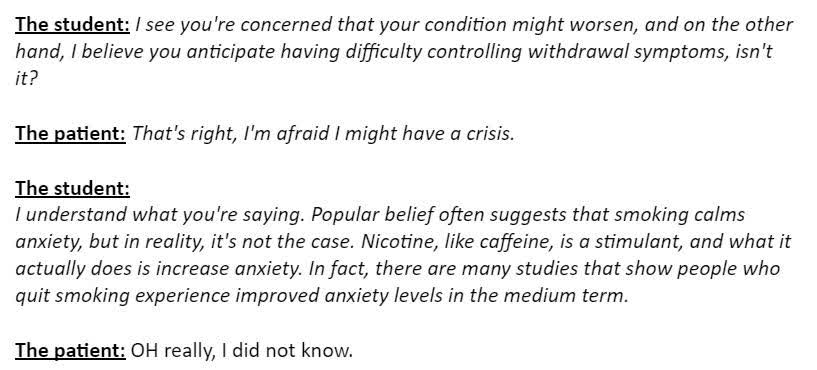 The student: I see you're concerned that your condition might worsen, and on the other
hand, I believe you anticipate having difficulty controlling withdrawal symptoms, isn't
it?
The patient: That's right, I'm afraid I might have a crisis.
The student:
I understand what you're saying. Popular belief often suggests that smoking calms
anxiety, but in reality, it's not the case. Nicotine, like caffeine, is a stimulant, and what it
actually does is increase anxiety. In fact, there are many studies that show people who
quit smoking experience improved anxiety levels in the medium term.
The patient: OH really, I did not know.